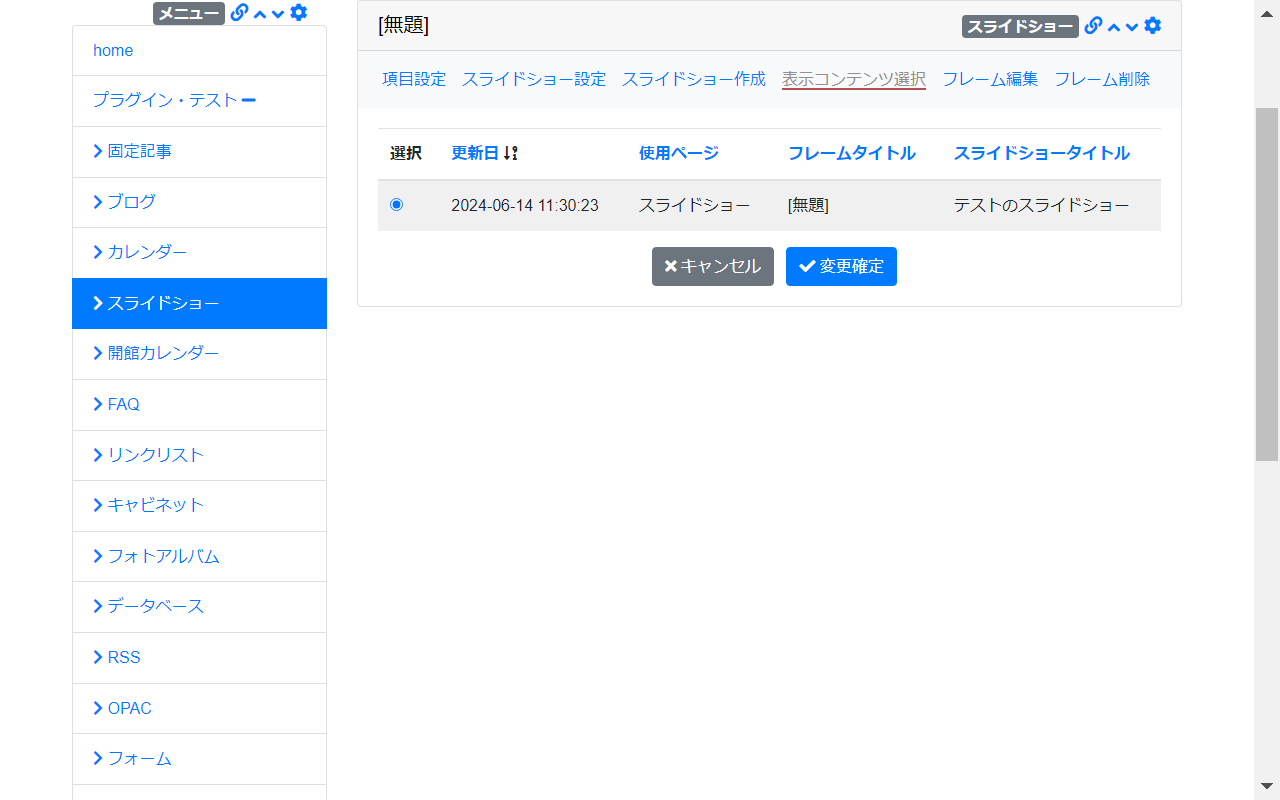 メニュー
home
プラグイン・テスト
固定記事
ブログ
カレンダー
スライドショー
開館カレンダー
FAQ
リンクリスト
キャビネット
フォトアルバム
データベース
RSS
OPAC
フォーム
[無題] スライドショー
項目設定 スライドショー設定 スライドショー作成 表示コンテンツ選択 フレーム編集 フレーム削除
選択 更新日 使用ページ フレームタイトル スライドショータイトル
2024-06-14 11:30:23 スライドショー [無題] テストのスライドショー
キャンセル 変更確定